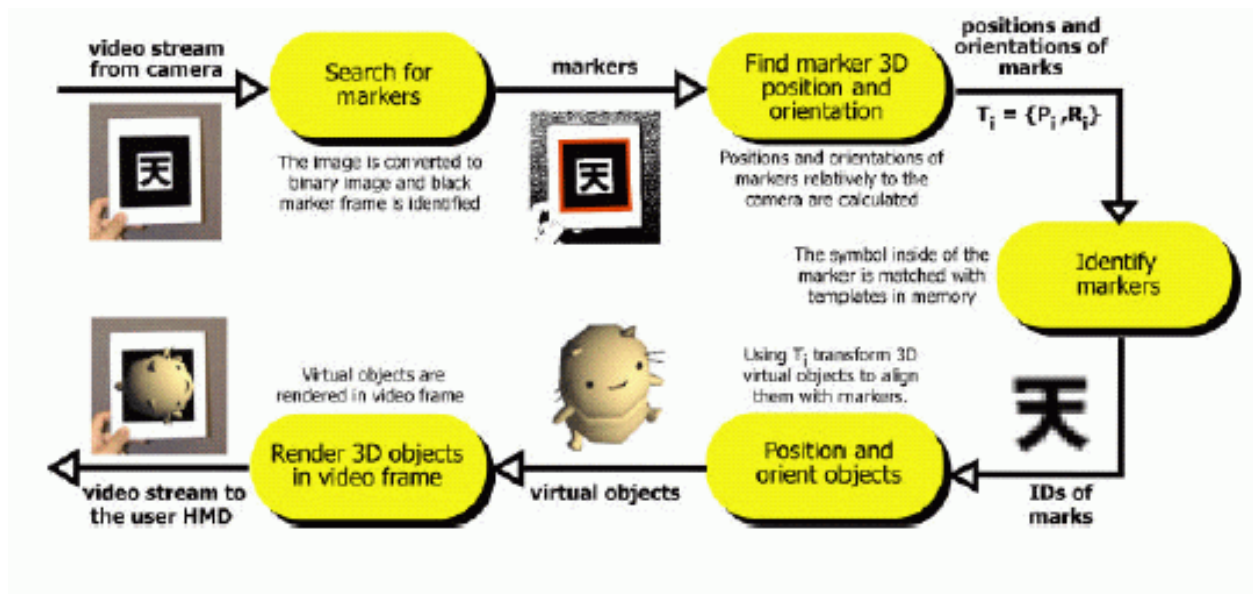 video stream
from camera
Search for
markers
The image is converted to
binary image and black
marker frame is identified
天
markers
天
Find marker 3D
position and
orientation
Positions and orientations of
markers relatively to the
camera are calculated
positions and
orientations of
marks
Ti = {Pi,Ri}
Identify
markers
The symbol inside of the
marker is matched with
templates in memory
天
IDs of
marks
Using Ti transform 3D
virtual objects to align
them with markers.
Position and
orient objects
virtual objects
Virtual objects are
rendered in video frame
Render 3D objects
in video frame
video stream to
the user HMD